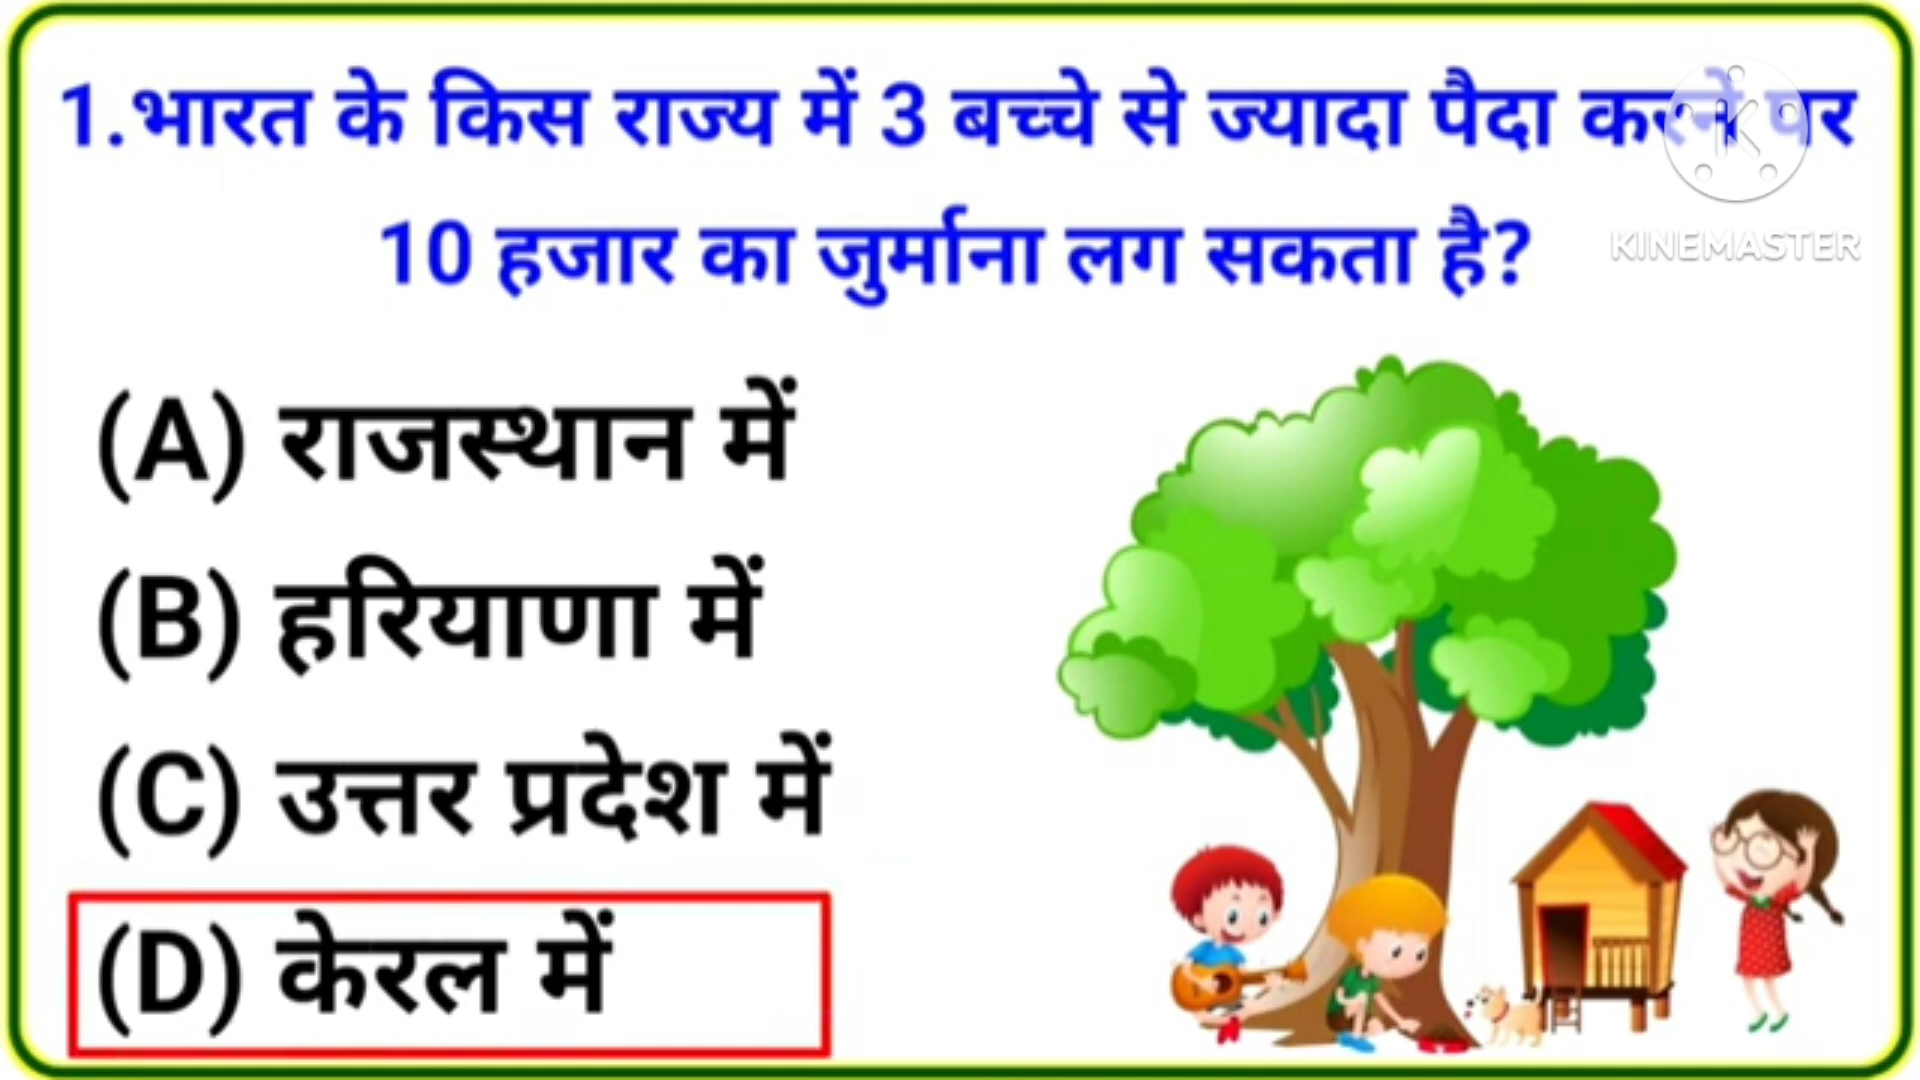 1.भारत के किस राज्य में 3 बच्चे से ज्यादा पैदा करने पर
10 हजार का जुर्माना लग सकता है?
KINEMASTER
(A) राजस्थान में
(B) हरियाणा में
(C) उत्तर प्रदेश में
(D) केरल में